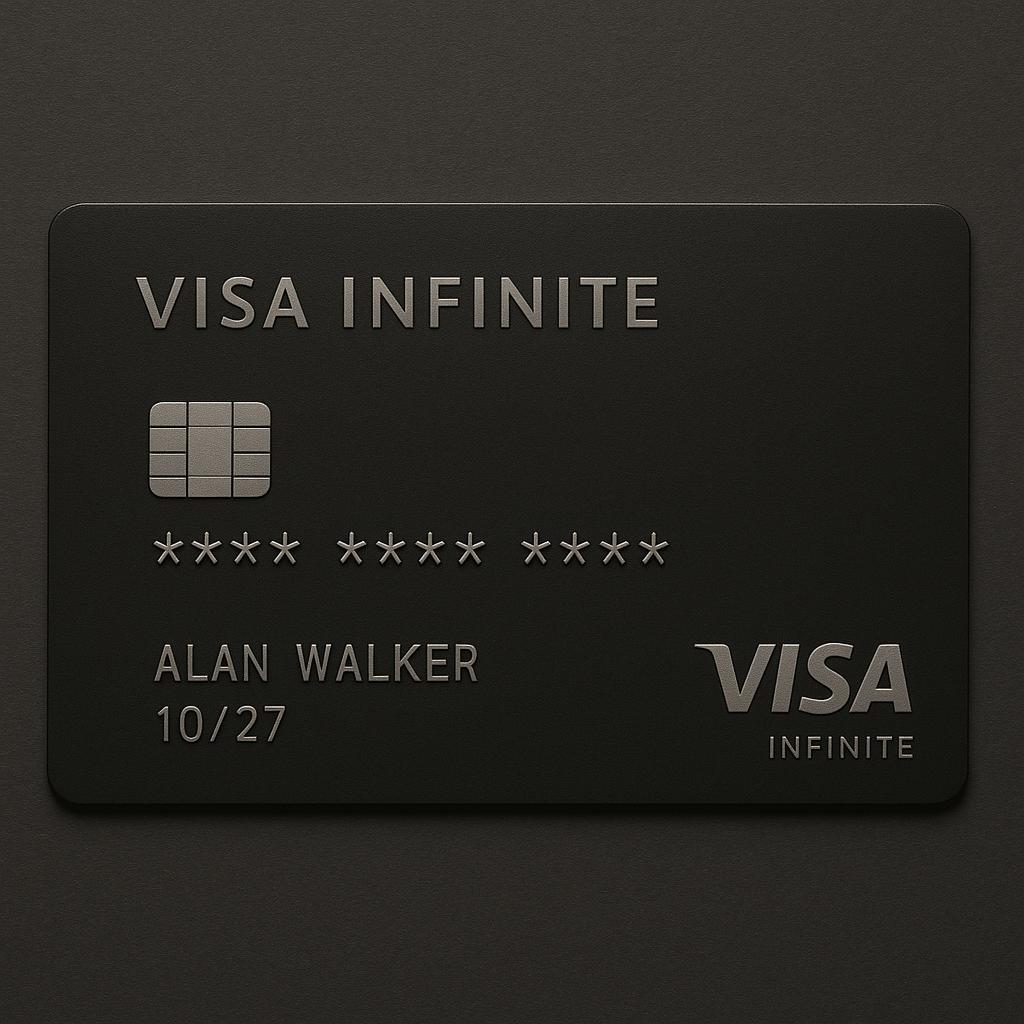 VISA INFINITE
**** **** ****
ALAN WALKER
10/27
VISA
INFINITE